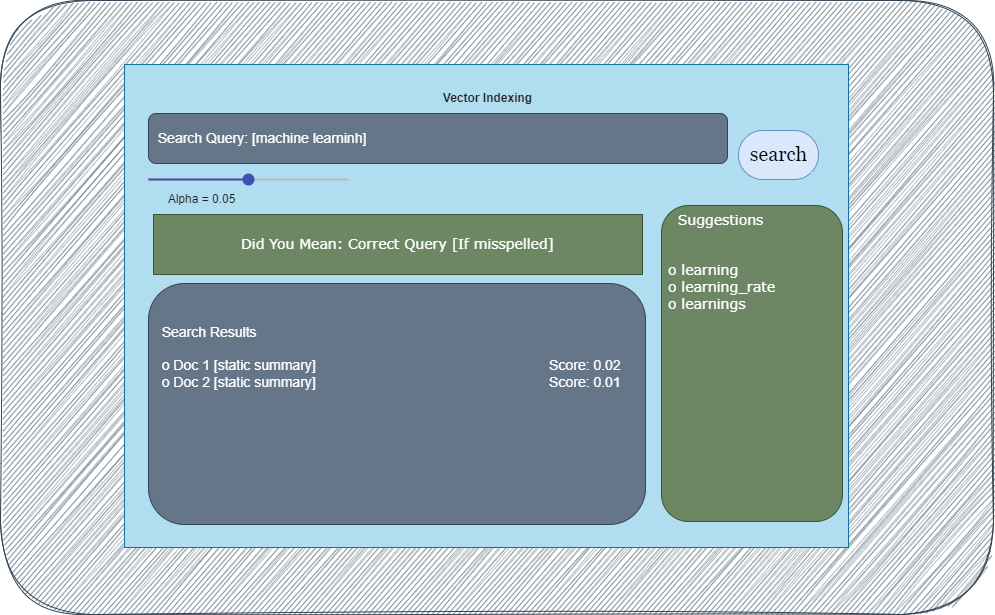 Vector Indexing
Search Query: [machine learninh]
search
Alpha = 0.05
Did You Mean: Correct Query [If misspelled]
Suggestions
o learning
o learning_rate
o learnings
Search Results
o Doc 1 [static summary] Score: 0.02
o Doc 2 [static summary] Score: 0.01